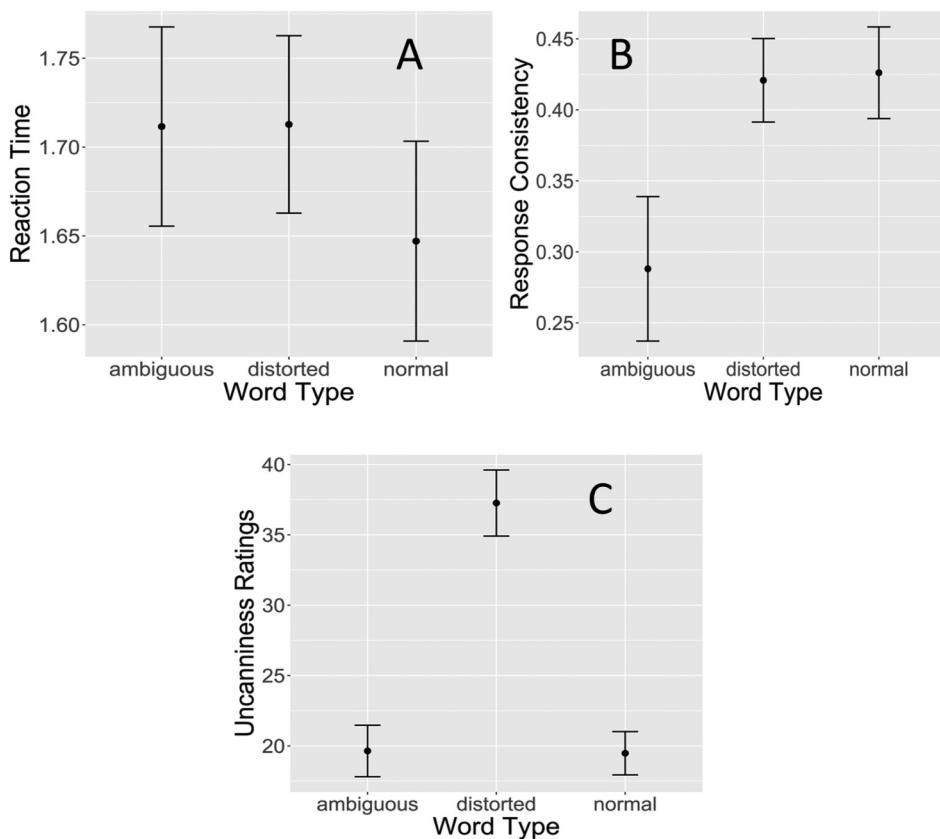 A
Reaction Time
1.75
1.70
1.65
1.60
ambiguous distorted normal
Word Type
B
Response Consistency
0.45
0.40
0.35
0.30
0.25
ambiguous distorted normal
Word Type
C
Uncanniness Ratings
40
35
30
25
20
ambiguous distorted normal
Word Type